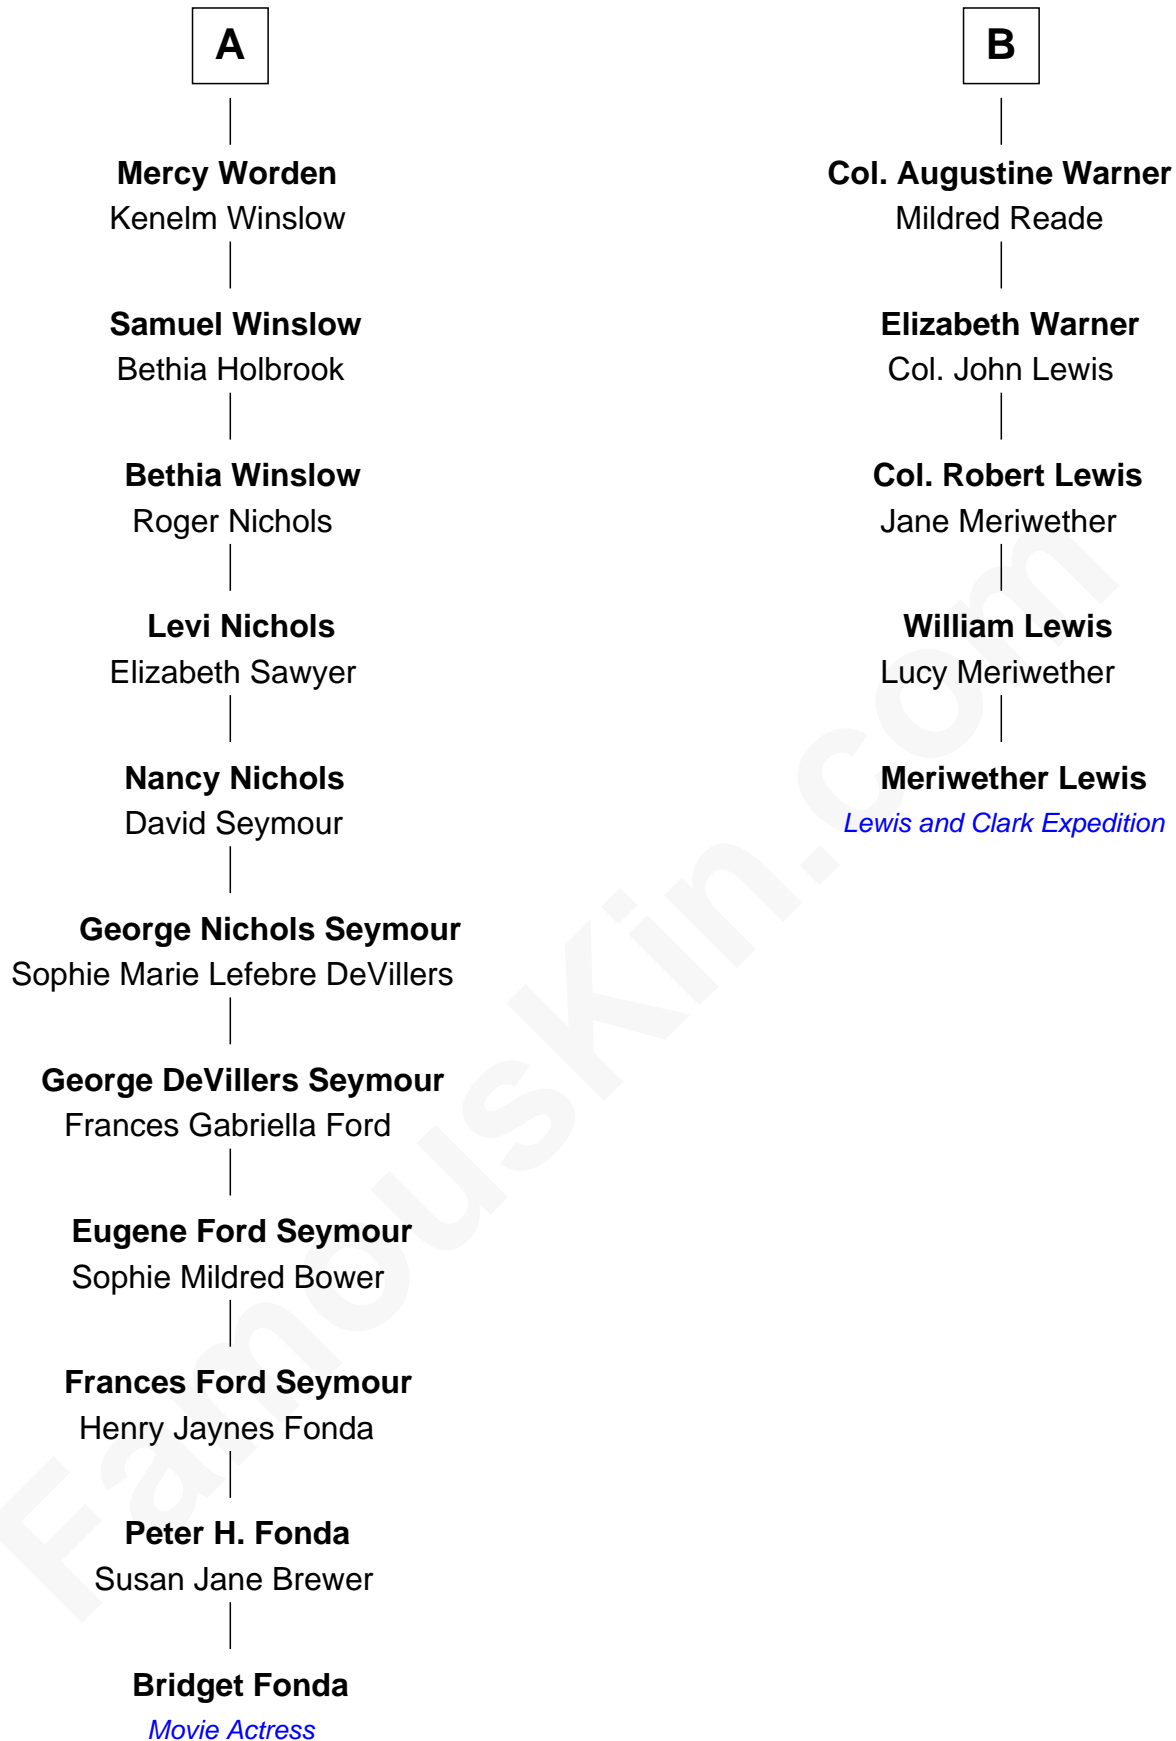 A
Mercy Worden
Kenelm Winslow
Samuel Winslow
Bethia Holbrook
Bethia Winslow
Roger Nichols
Levi Nichols
Elizabeth Sawyer
Nancy Nichols
David Seymour
George Nichols Seymour
Sophie Marie Lefebre DeVillers
George DeVillers Seymour
Frances Gabriella Ford
Eugene Ford Seymour
Sophie Mildred Bower
Frances Ford Seymour
Henry Jaynes Fonda
Peter H. Fonda
Susan Jane Brewer
Bridget Fonda
Movie Actress
B
Col. Augustine Warner
Mildred Reade
Elizabeth Warner
Col. John Lewis
Col. Robert Lewis
Jane Meriwether
William Lewis
Lucy Meriwether
Meriwether Lewis
Lewis and Clark Expedition
FamousKin.com